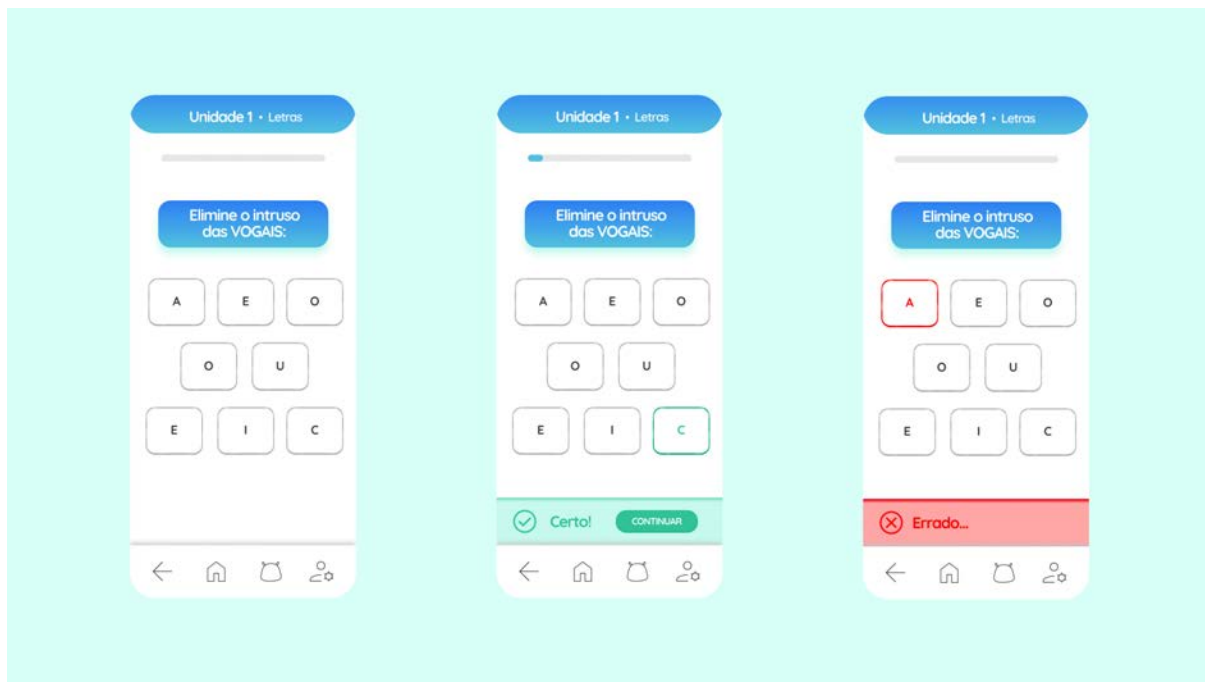 Unidade 1 • Letras
Elimine o intruso
das VOGAIS:
A E O
O U
E I C
Unidade 1 • Letras
Elimine o intruso
das VOGAIS:
A E O
O U
E I C
Certo! CONTINUAR
Unidade 1 • Letras
Elimine o intruso
das VOGAIS:
A E O
O U
E I C
Errado...